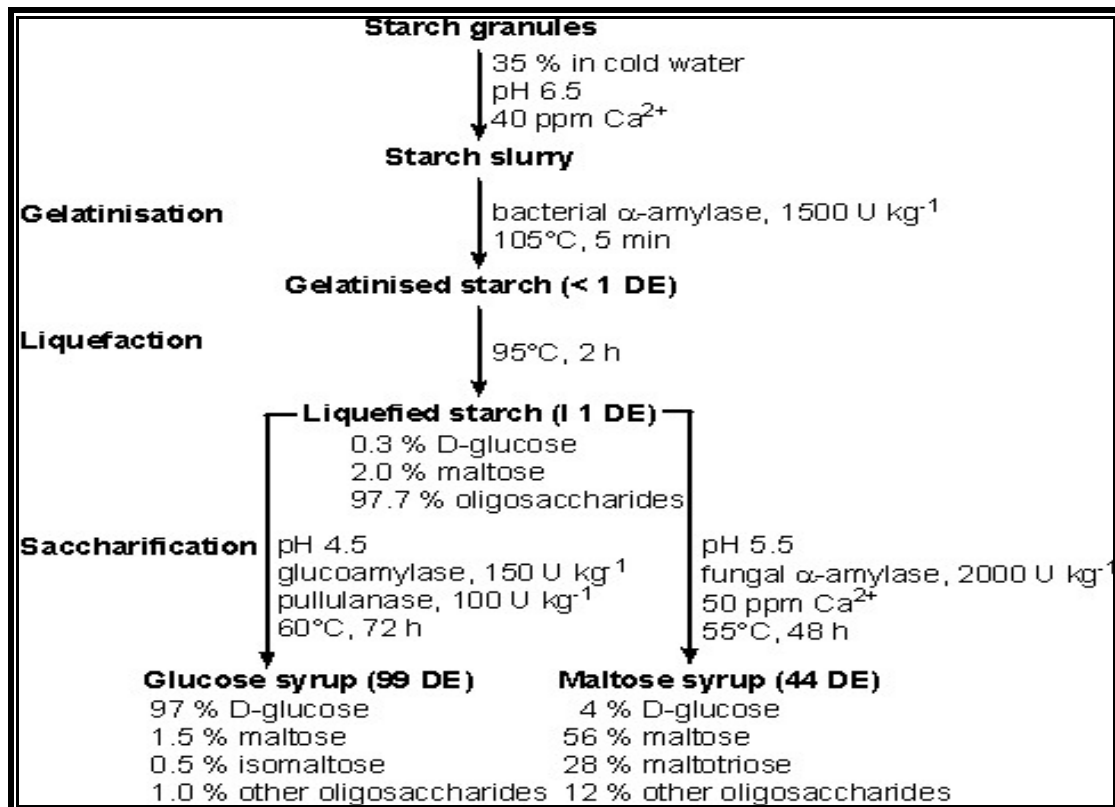 Starch granules
35 % in cold water
pH 6.5
40 ppm Ca²⁺
Starch slurry
Gelatinisation
bacterial α-amylase, 1500 U kg⁻¹
105°C, 5 min
Gelatinised starch (< 1 DE)
Liquefaction
95°C, 2 h
Liquefied starch (l 1 DE)
0.3 % D-glucose
2.0 % maltose
97.7 % oligosaccharides
Saccharification
pH 4.5
glucoamylase, 150 U kg⁻¹
pullulanase, 100 U kg⁻¹
60°C, 72 h
pH 5.5
fungal α-amylase, 2000 U kg⁻¹
50 ppm Ca²⁺
55°C, 48 h
Glucose syrup (99 DE)
97 % D-glucose
1.5 % maltose
0.5 % isomaltose
1.0 % other oligosaccharides
Maltose syrup (44 DE)
4 % D-glucose
56 % maltose
28 % maltotriose
12 % other oligosaccharides